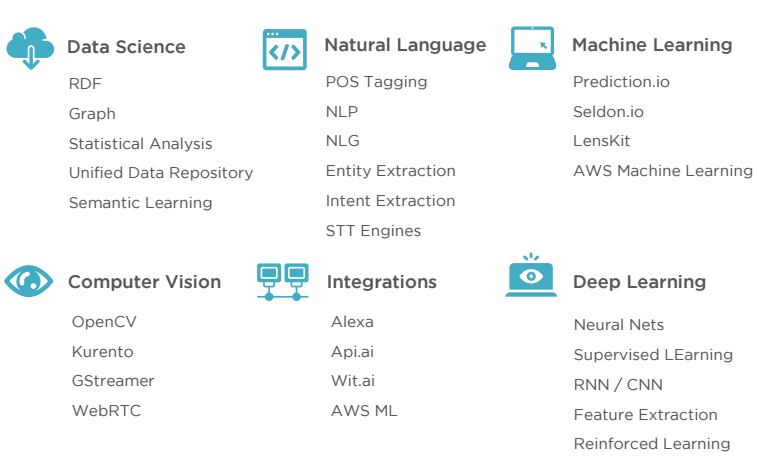 Data Science
RDF
Graph
Statistical Analysis
Unified Data Repository
Semantic Learning
Natural Language
POS Tagging
NLP
NLG
Entity Extraction
Intent Extraction
STT Engines
Machine Learning
Prediction.io
Seldon.io
LensKit
AWS Machine Learning
Computer Vision
OpenCV
Kurento
GStreamer
WebRTC
Integrations
Alexa
Api.ai
Wit.ai
AWS ML
Deep Learning
Neural Nets
Supervised LEarning
RNN / CNN
Feature Extraction
Reinforced Learning